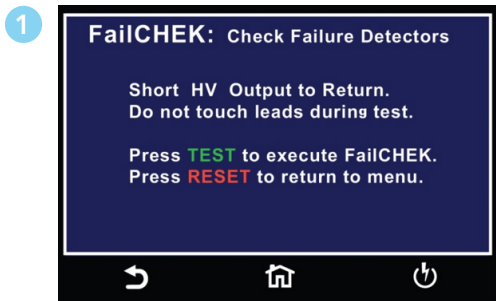 1
FailCHEK: Check Failure Detectors
Short HV Output to Return.
Do not touch leads during test.
Press TEST to execute FailCHEK.
Press RESET to return to menu.